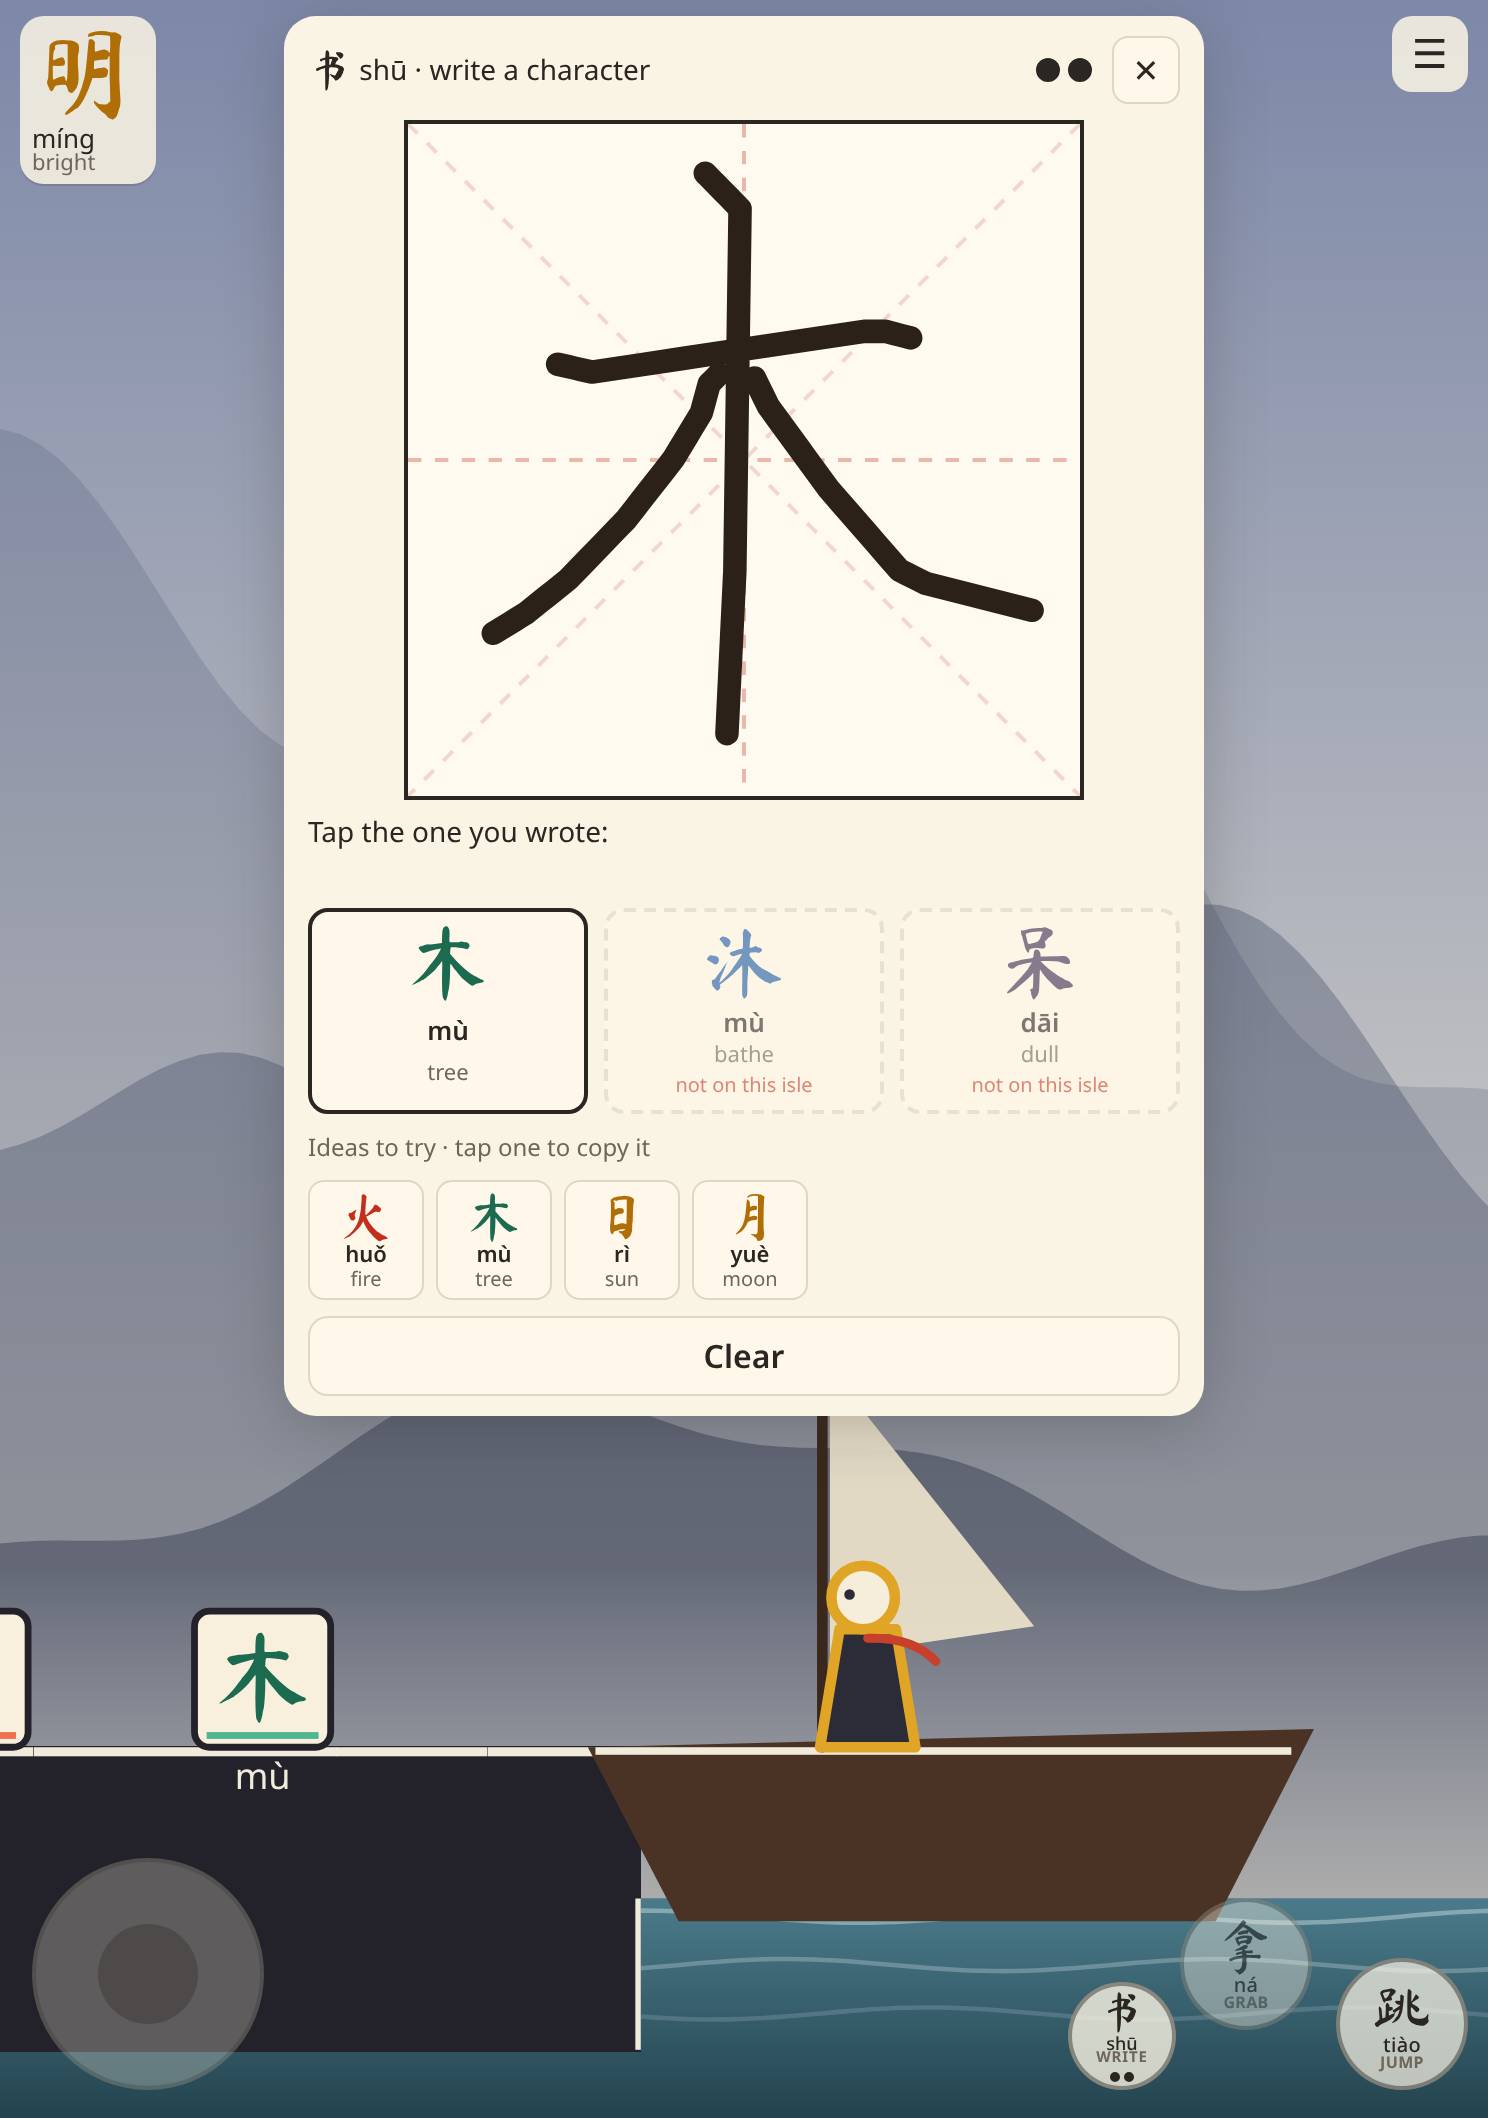 明
míng
bright
书 shū · write a character
✕
☰
木
Tap the one you wrote:
木
mù
tree
沐
mù
bathe
not on this isle
呆
dāi
dull
not on this isle
Ideas to try · tap one to copy it
火
huǒ
fire
木
mù
tree
日
rì
sun
月
yuè
moon
Clear
木
mù
拿
ná
GRAB
书
shū
WRITE
跳
tiào
JUMP